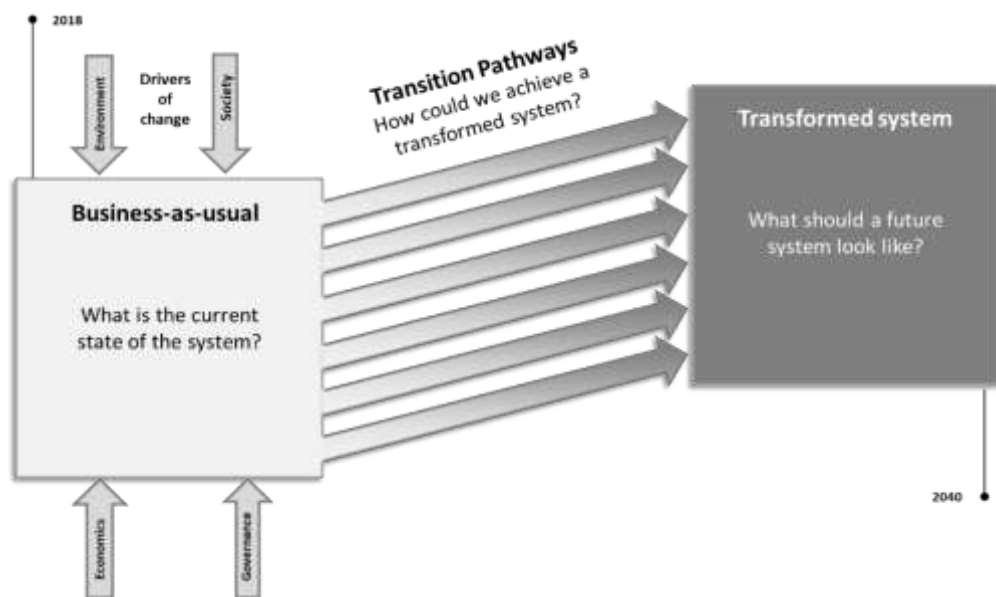 2018
Environment
Drivers
of
change
Society
Transition Pathways
How could we achieve a
transformed system?
Business-as-usual
What is the current
state of the system?
Transformed system
What should a future
system look like?
Economics
Governance
2040